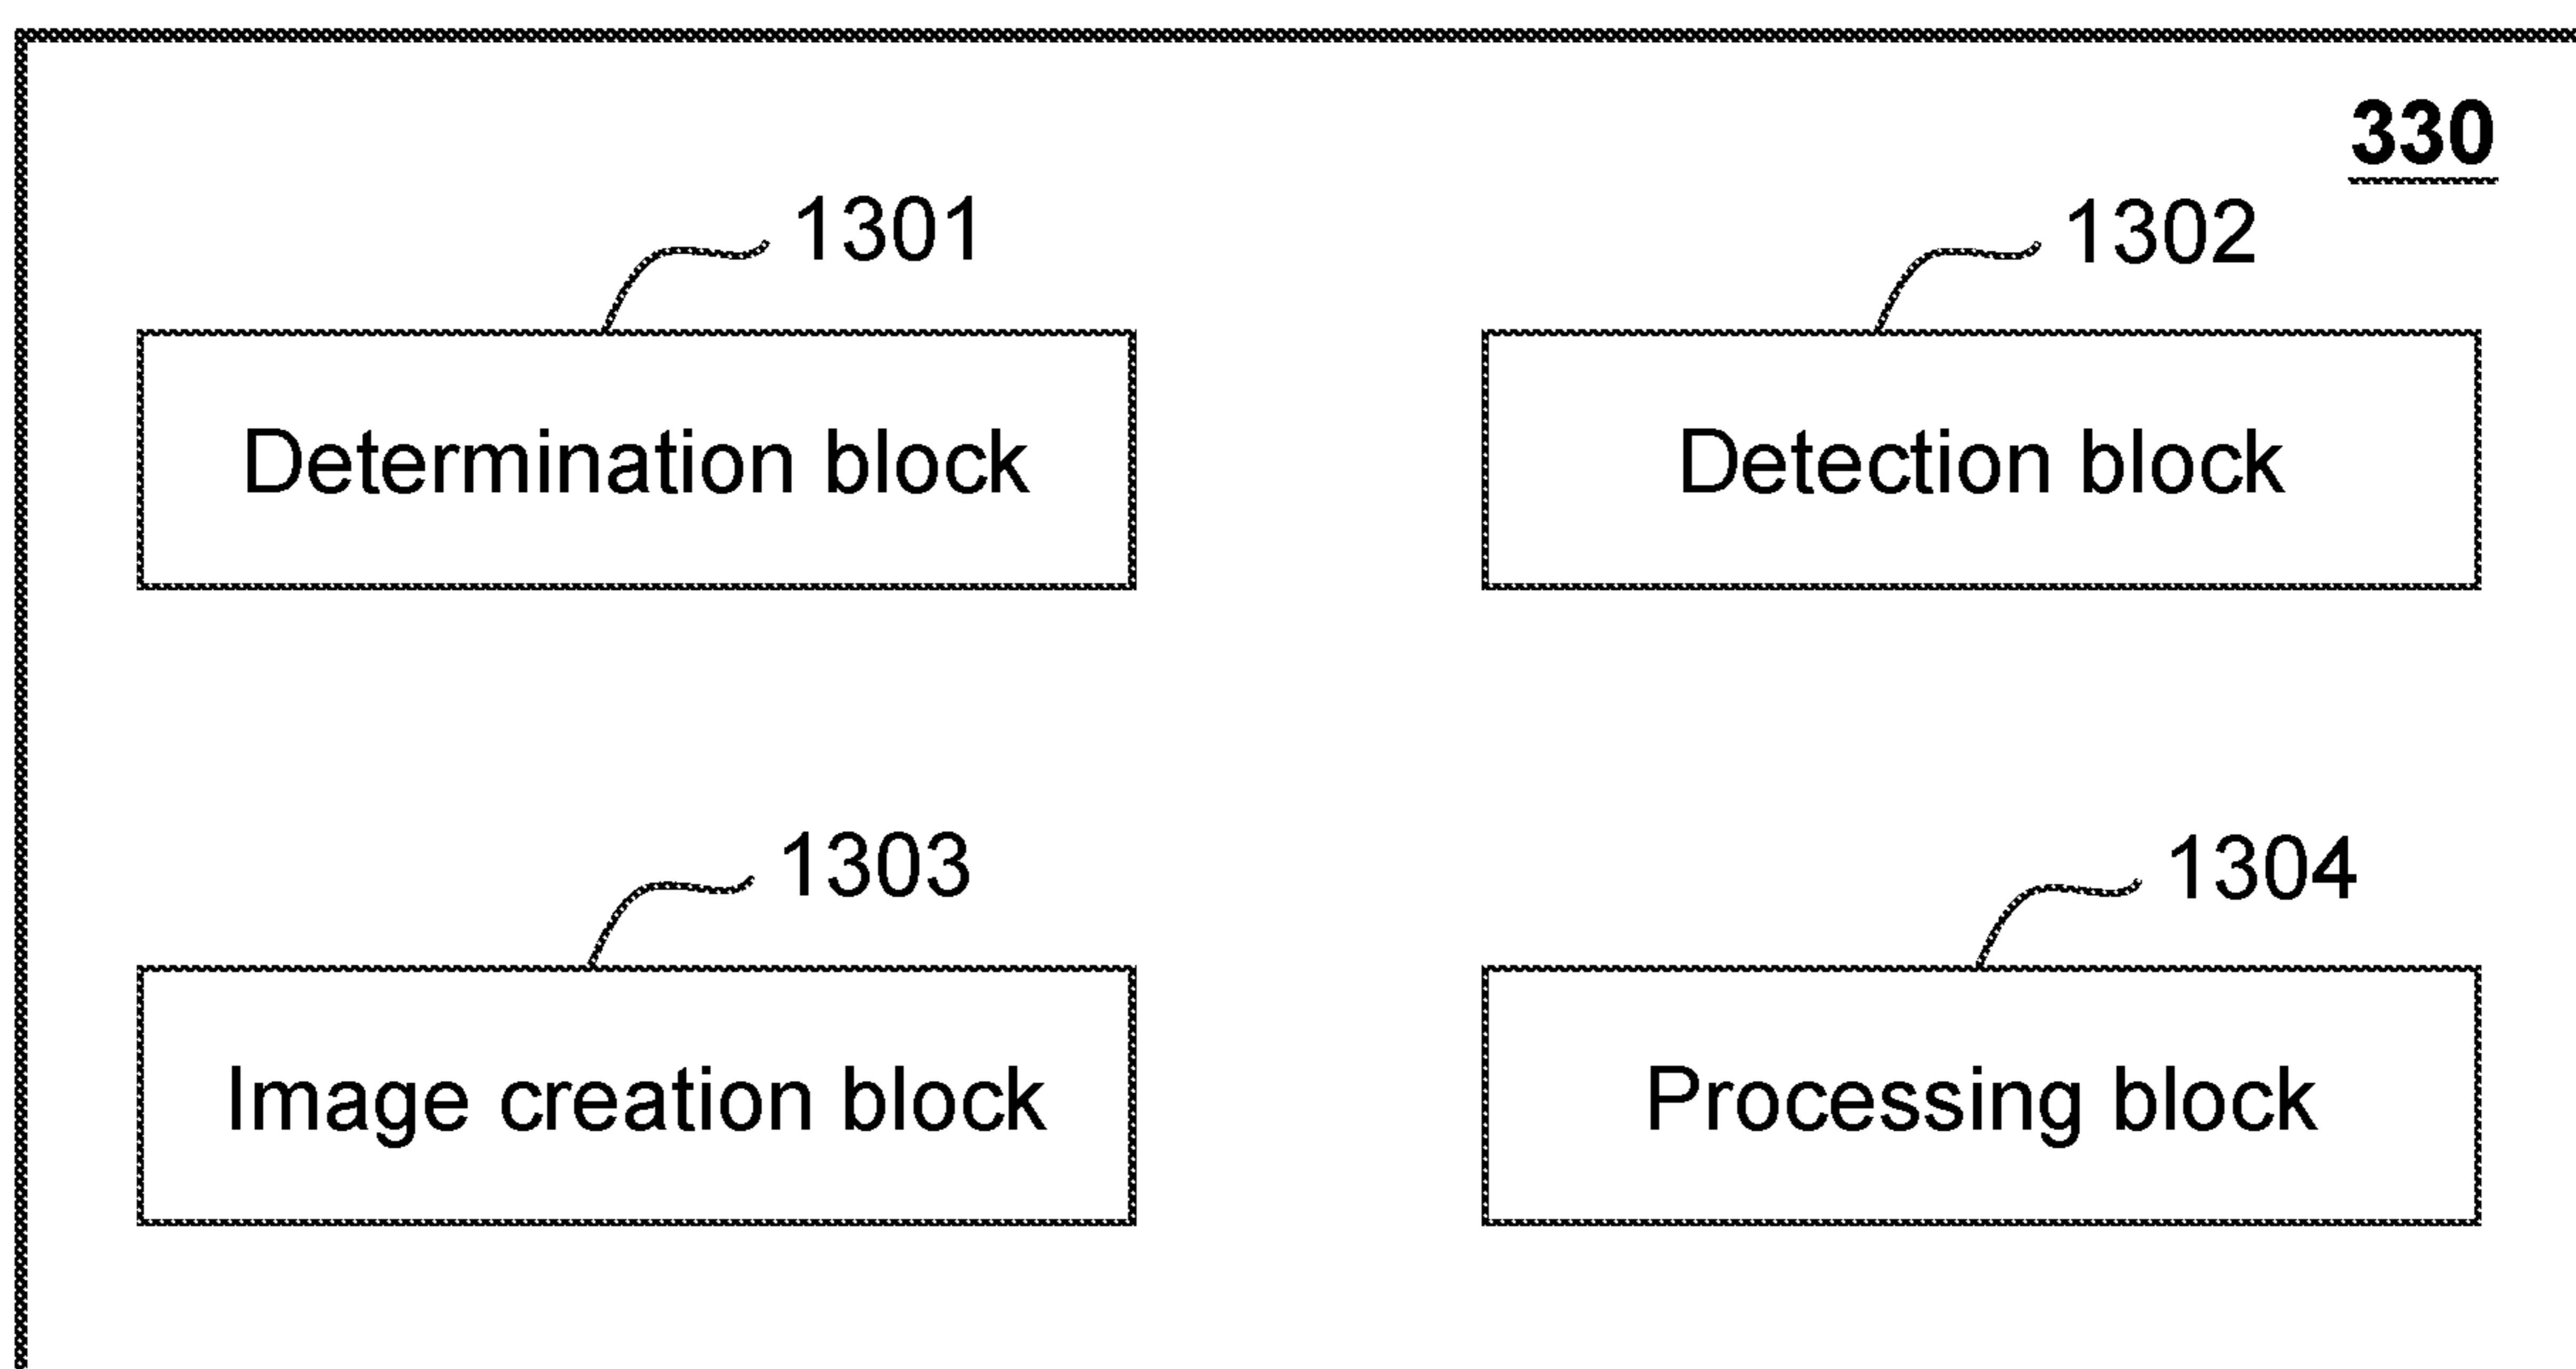 330
1301
1302
Determination block
Detection block
1303
1304
Image creation block
Processing block